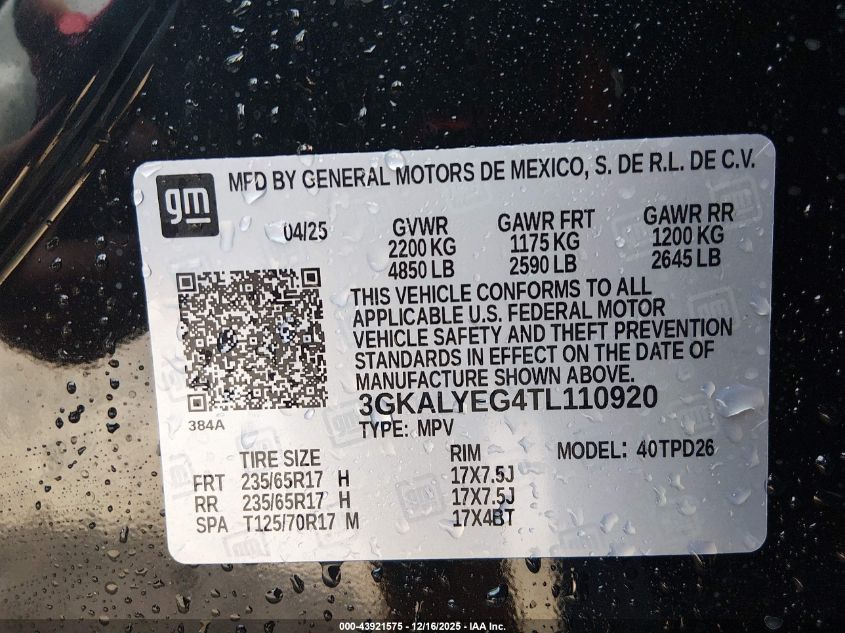 gm
MFD BY GENERAL MOTORS DE MEXICO, S. DE R.L. DE C.V.
04/25 GVWR GAWR FRT GAWR RR
2200 KG 1175 KG 1200 KG
4850 LB 2590 LB 2645 LB
THIS VEHICLE CONFORMS TO ALL
APPLICABLE U.S. FEDERAL MOTOR
VEHICLE SAFETY AND THEFT PREVENTION
STANDARDS IN EFFECT ON THE DATE OF
MANUFACTURE SHOWN ABOVE.
3GKALYEG4TL110920
384A
TYPE: MPV
TIRE SIZE RIM MODEL: 40TPD26
FRT 235/65R17 H 17X7.5J
RR 235/65R17 H 17X7.5J
SPA T125/70R17 M 17X4BT
000-43921575 - 12/16/2025 - IAA Inc.